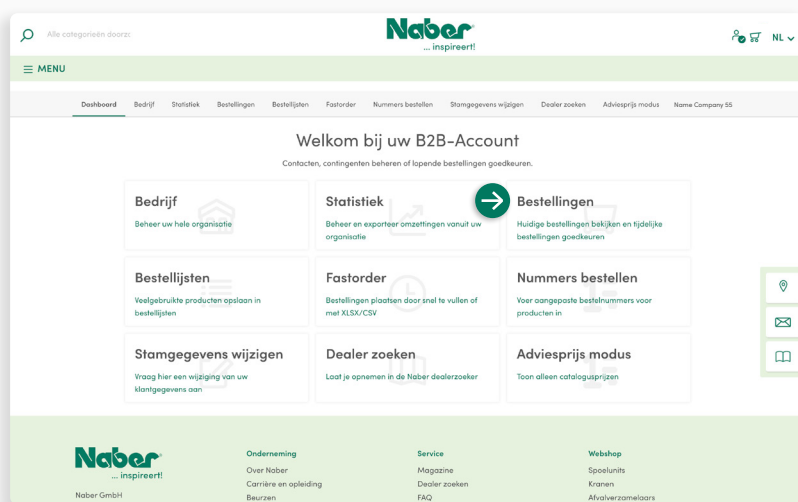 Alle categorieën doorz:
Naber
... inspireert!
NL
MENU
Dashboard Bedrijf Statistiek Bestellingen Bestellijsten Fastorder Nummers bestellen Stamgegevens wijzigen Dealer zoeken Adviesprijs modus Name Company 55
Welkom bij uw B2B-Account
Contacten, contingenten beheren of lopende bestellingen goedkeuren.
Bedrijf
Beheer uw hele organisatie
Statistiek
Beheer en exporteer omzettingen vanuit uw
organisatie
Bestellingen
Huidige bestellingen bekijken en tijdelijke
bestellingen goedkeuren
Bestellijsten
Veelgebruikte producten opslaan in
bestellijsten
Fastorder
Bestellingen plaatsen door snel te vullen of
met XLSX/CSV
Nummers bestellen
Voer aangepaste bestelnummers voor
producten in
Stamgegevens wijzigen
Vraag hier een wijziging van uw
klantgegevens aan
Dealer zoeken
Laat je opnemen in de Naber dealerzoeker
Adviesprijs modus
Toon alleen catalogusprijzen
Naber
... inspireert!
Naber GmbH
Onderneming
Over Naber
Carrière en opleiding
Beurzen
Service
Magazine
Dealer zoeken
FAQ
Webshop
Spoelunits
Kranen
Afvalverzamelaars